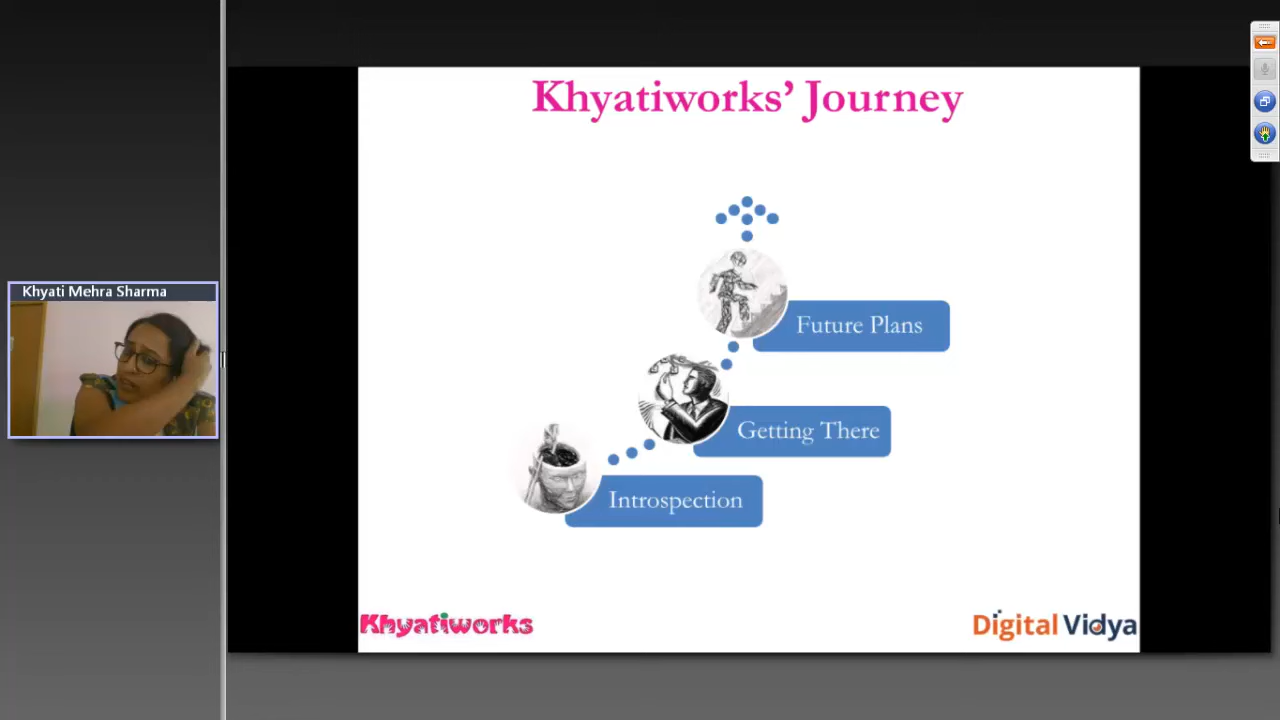 Khyatiworks’ Journey
Khyati Mehra Sharma
Future Plans
Getting There
Introspection
Khyatiworks
Digital Vidya